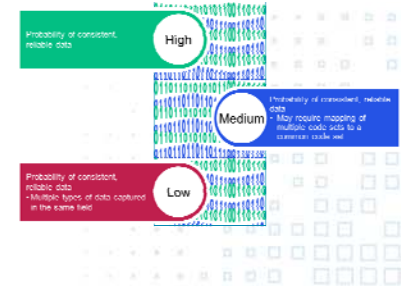 Probability of consistent,
reliable data
High
Probability of consistent, reliable
data
- May require mapping of
multiple code sets to a
common code set
Medium
Probability of consistent,
reliable data
- Multiple types of data captured
in the same field
Low